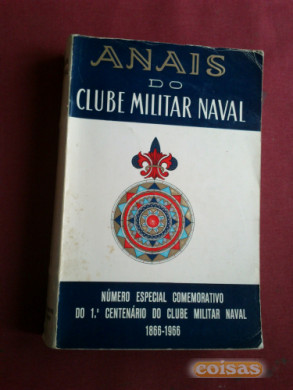 ANAIS
DO
CLUBE MILITAR NAVAL
NÚMERO ESPECIAL COMEMORATIVO
DO 1.º CENTENÁRIO DO CLUBE MILITAR NAVAL
1866-1966
coisas